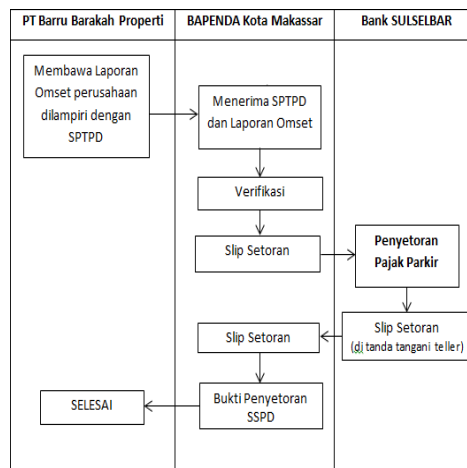 PT Barru Barakah Properti
BAPENDA Kota Makassar
Bank SULSELBAR
Membawa Laporan
Omset perusahaan
dilampiri dengan
SPTPD
Menerima SPTPD
dan Laporan Omset
Verifikasi
Slip Setoran
Penyetoran
Pajak Parkir
Slip Setoran
(di tanda tangani teller)
Slip Setoran
Bukti Penyetoran
SSPD
SELESAI